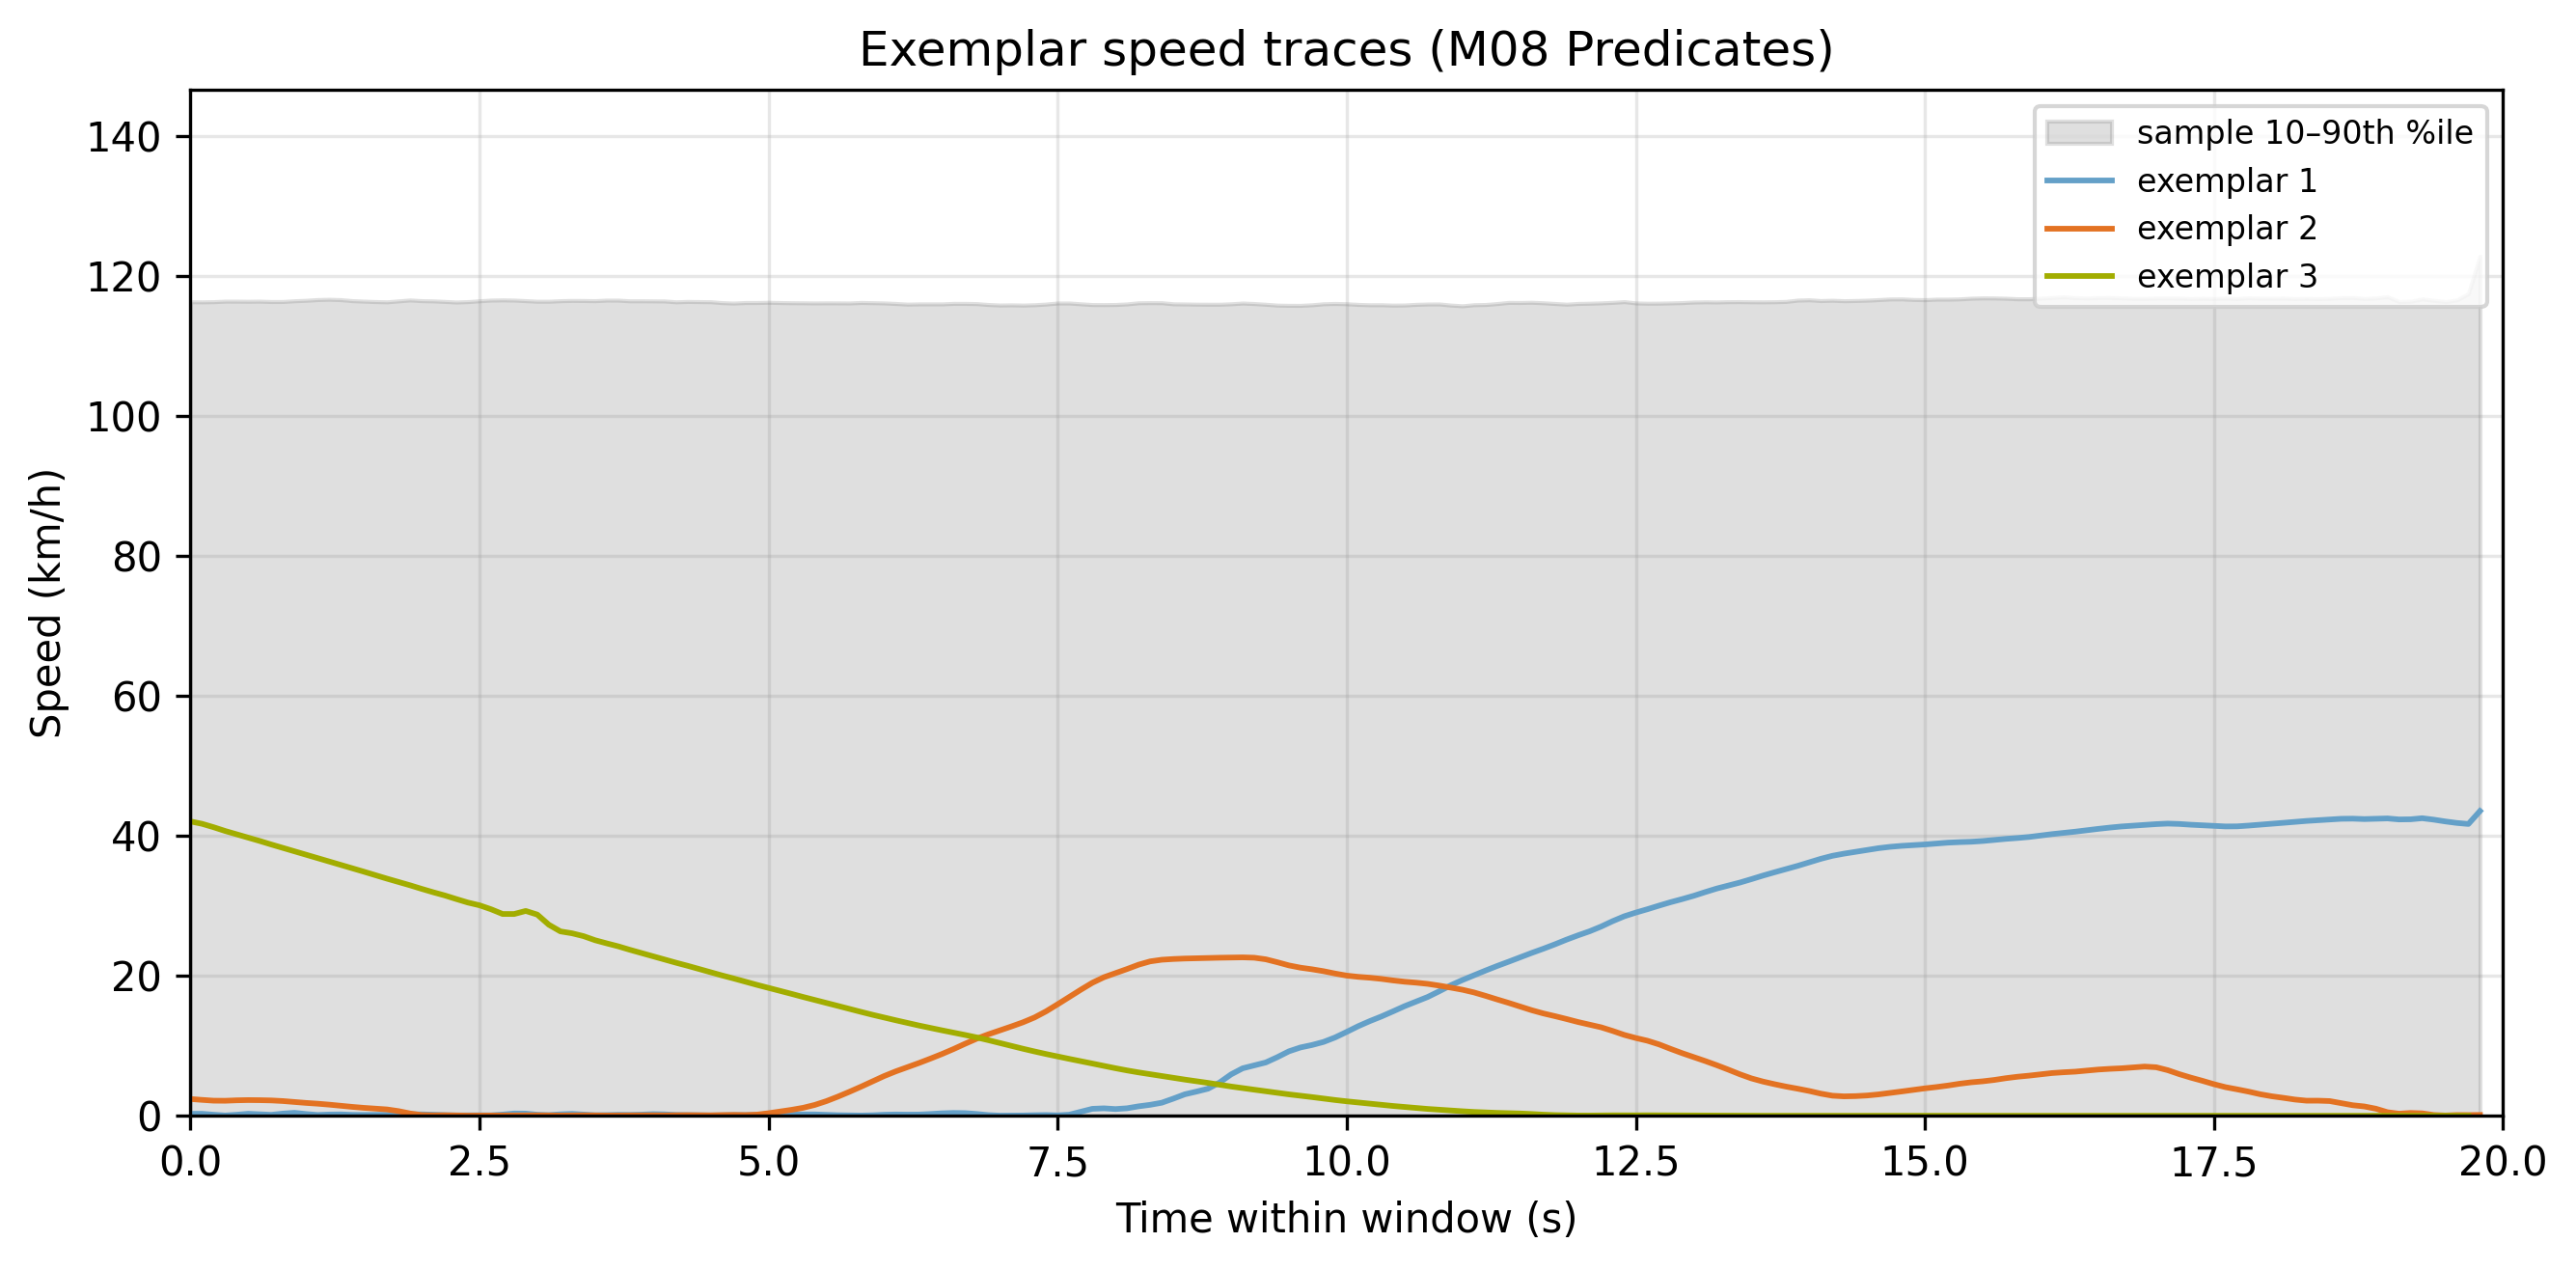 Exemplar speed traces (M08 Predicates)
sample 10–90th %ile
exemplar 1
exemplar 2
exemplar 3
Speed (km/h)
140
120
100
80
60
40
20
0
0.0 2.5 5.0 7.5 10.0 12.5 15.0 17.5 20.0
Time within window (s)